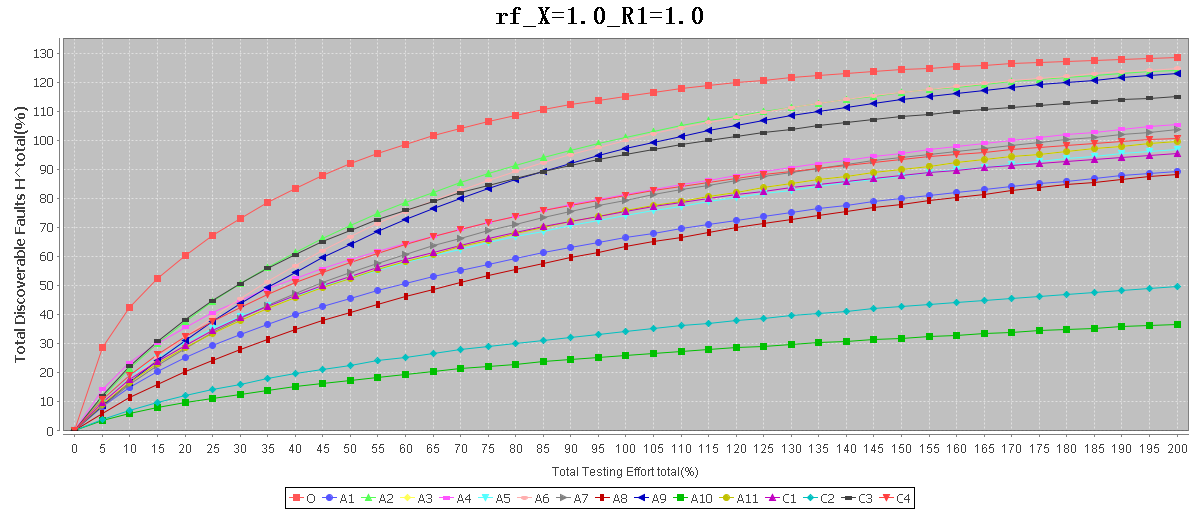 rf_X=1.0_R1=1.0
Total Discoverable Faults H^total(%)
130
120
110
100
90
80
70
60
50
40
30
20
10
0
0 5 10 15 20 25 30 35 40 45 50 55 60 65 70 75 80 85 90 95 100 105 110 115 120 125 130 135 140 145 150 155 160 165 170 175 180 185 190 195 200
Total Testing Effort total(%)
O A1 A2 A3 A4 A5 A6 A7 A8 A9 A10 A11 C1 C2 C3 C4